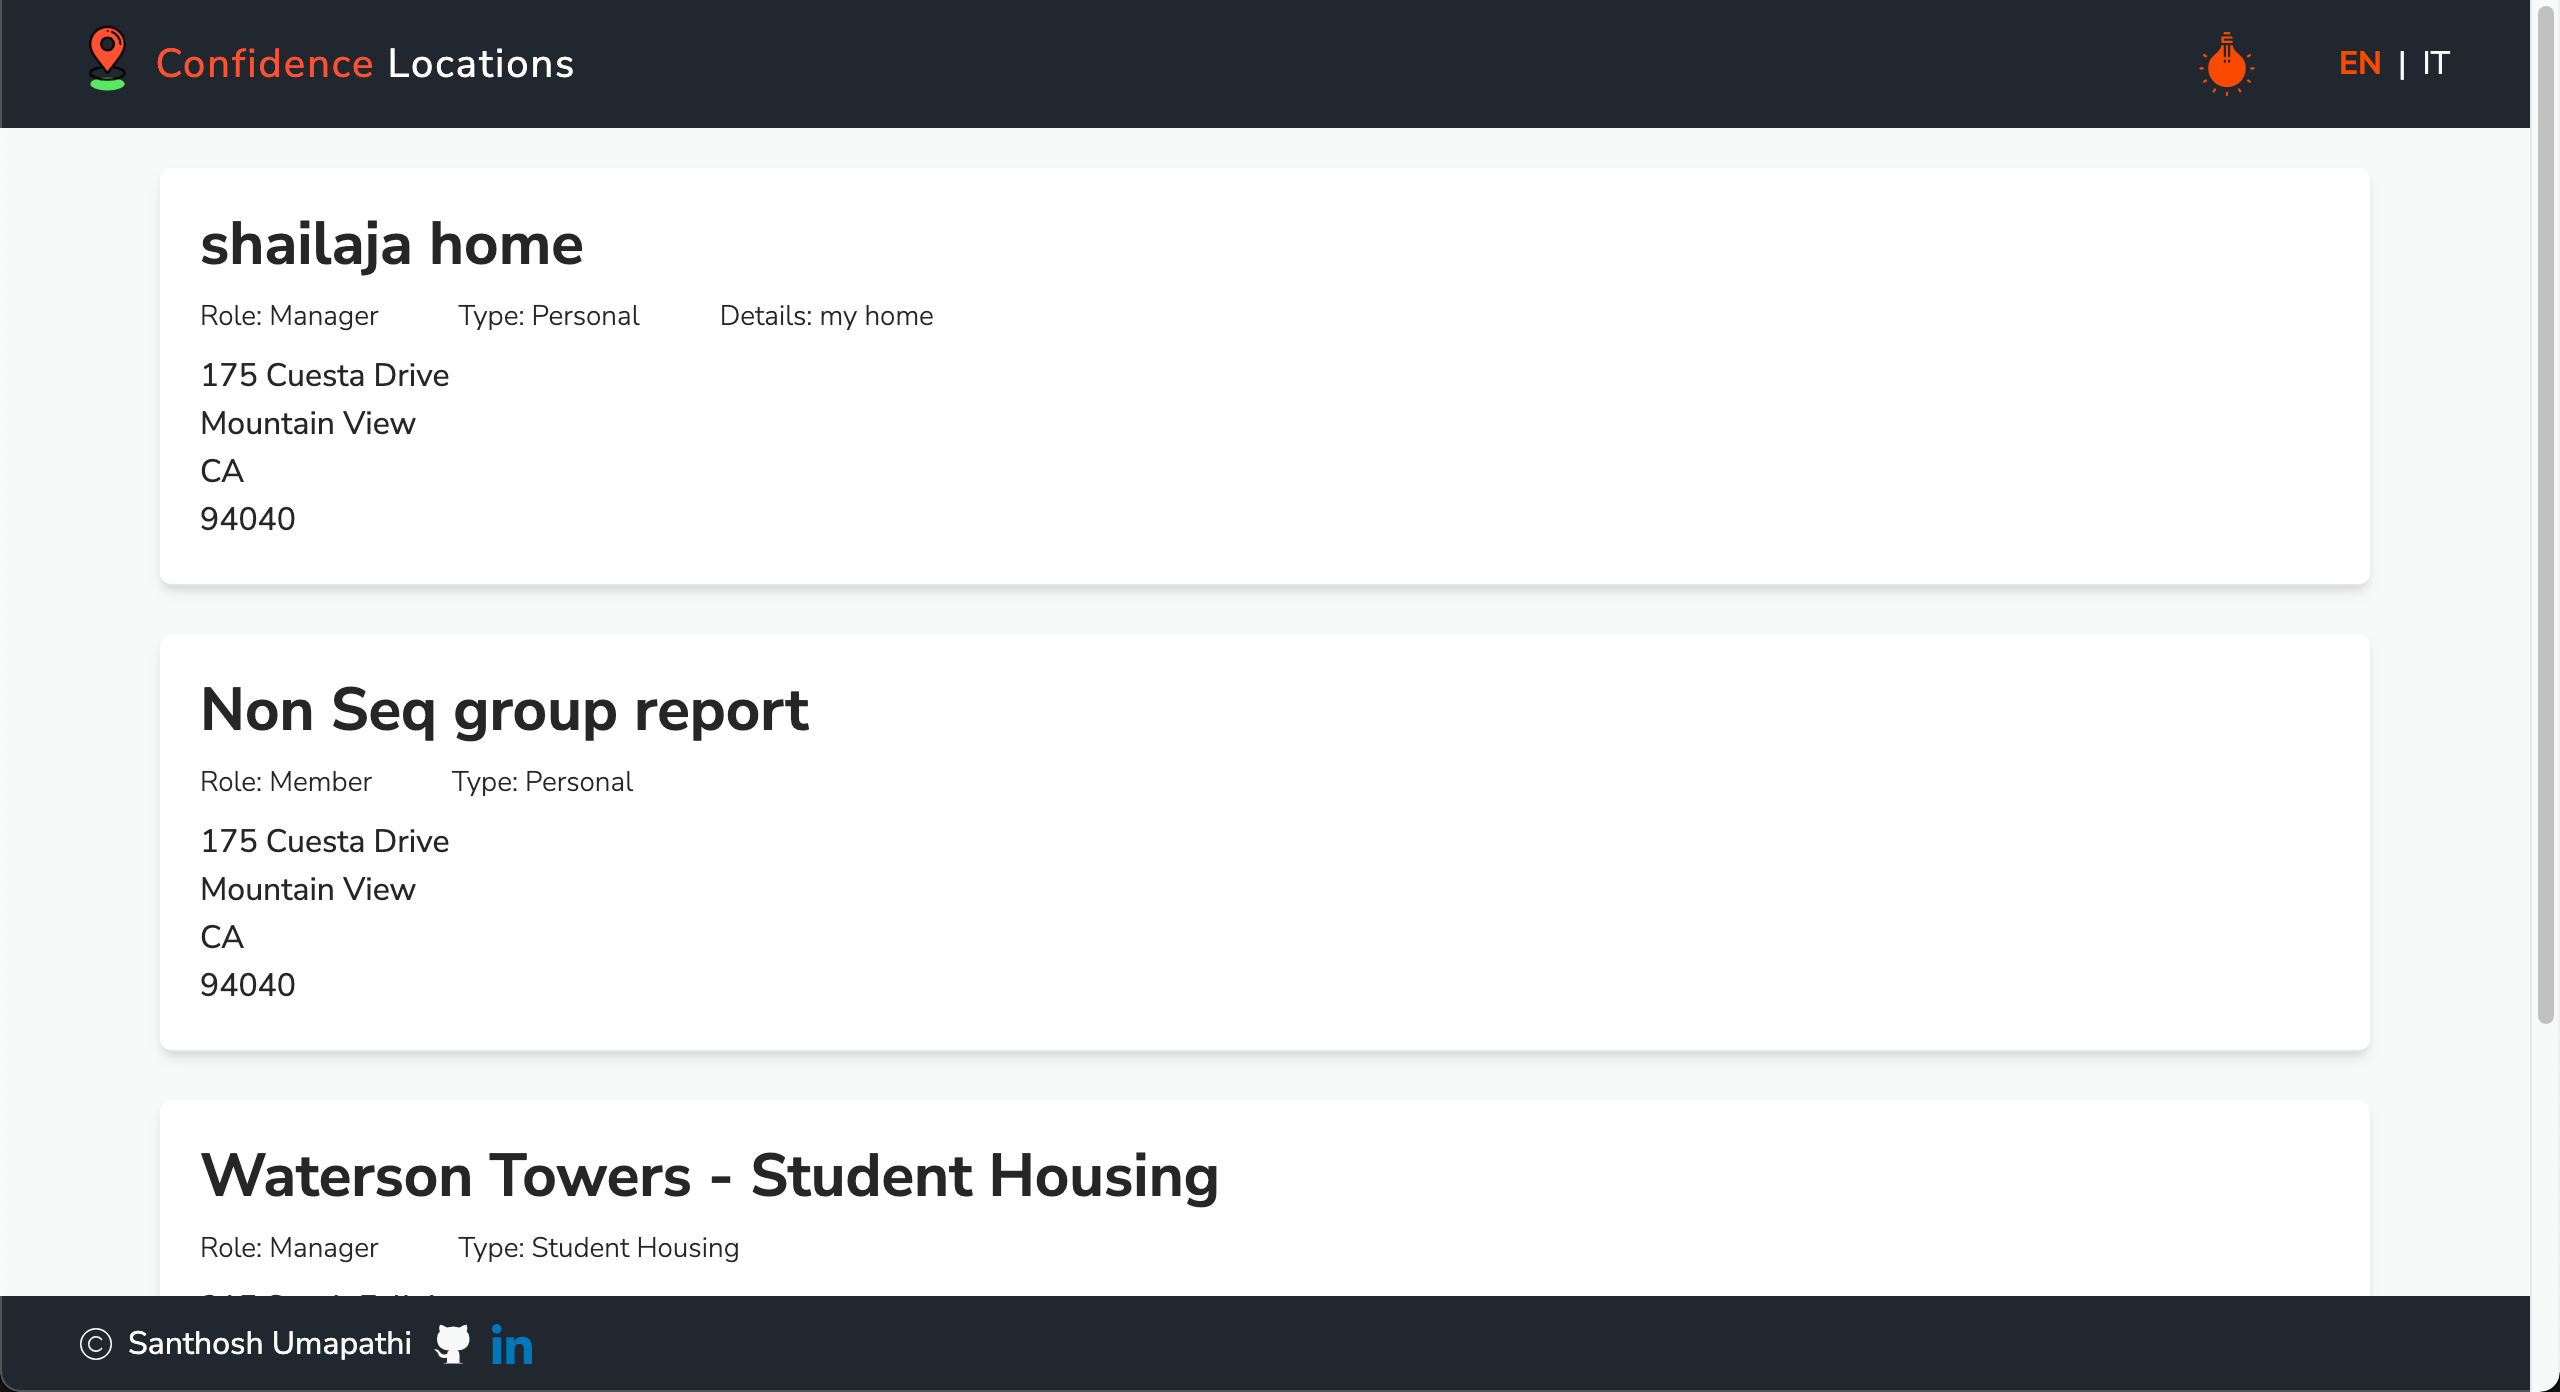 Confidence Locations
EN | IT
shailaja home
Role: Manager Type: Personal Details: my home
175 Cuesta Drive
Mountain View
CA
94040
Non Seq group report
Role: Member Type: Personal
175 Cuesta Drive
Mountain View
CA
94040
Waterson Towers - Student Housing
Role: Manager Type: Student Housing
© Santhosh Umapathi
in